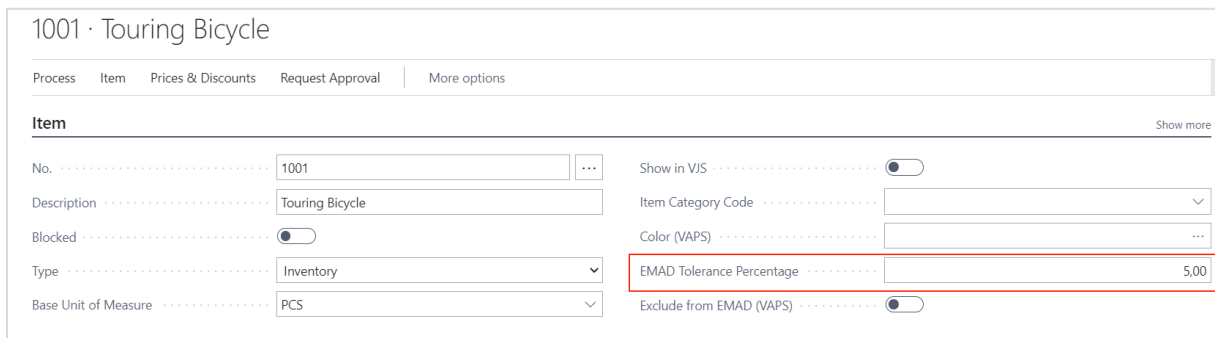 1001 · Touring Bicycle
Process Item Prices & Discounts Request Approval More options
Item Show more
No. 1001 ... Show in VJS
Description Touring Bicycle Item Category Code
Blocked Color (VAPS) ...
Type Inventory EMAD Tolerance Percentage 5,00
Base Unit of Measure PCS Exclude from EMAD (VAPS)